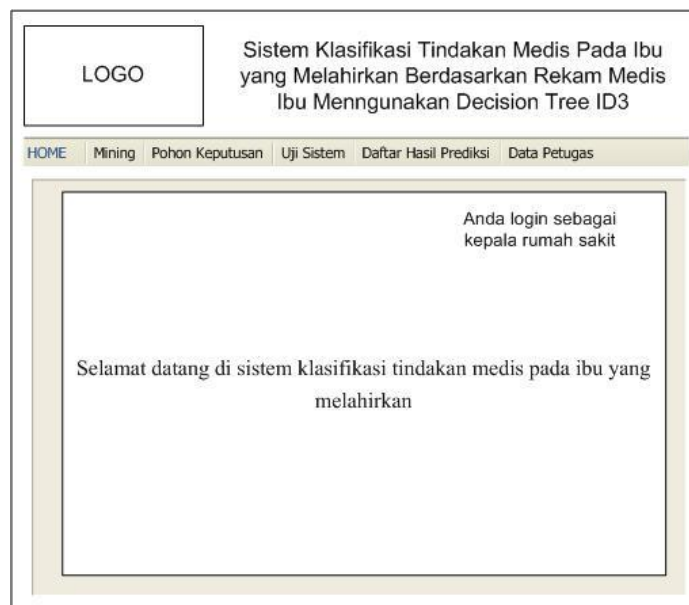 LOGO
Sistem Klasifikasi Tindakan Medis Pada Ibu
yang Melahirkan Berdasarkan Rekam Medis
Ibu Menngunakan Decision Tree ID3
HOME Mining Pohon Keputusan Uji Sistem Daftar Hasil Prediksi Data Petugas
Anda login sebagai
kepala rumah sakit
Selamat datang di sistem klasifikasi tindakan medis pada ibu yang
melahirkan